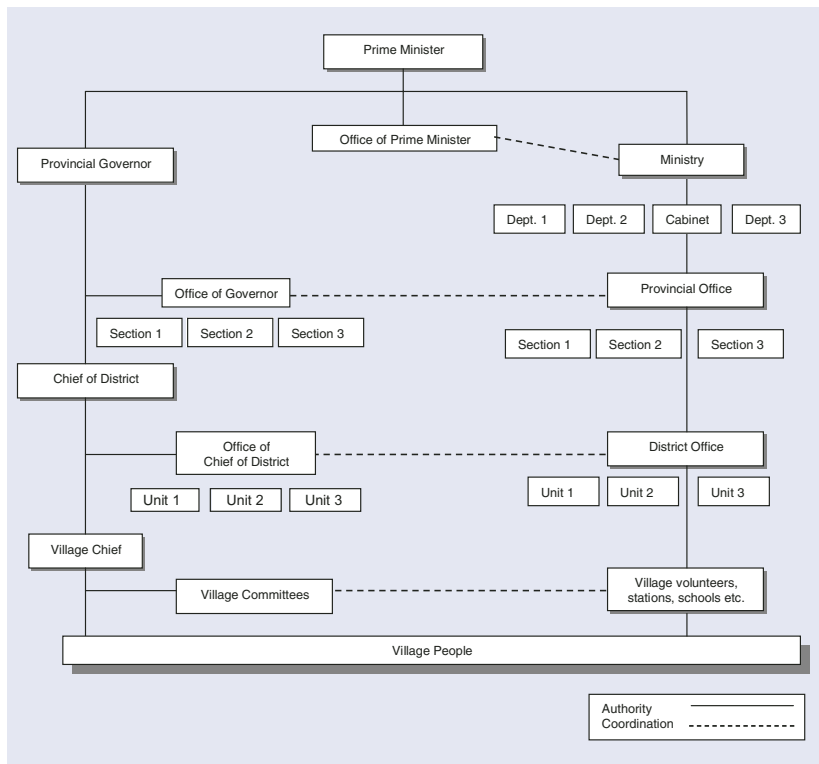 Prime Minister
Office of Prime Minister
Provincial Governor
Ministry
Dept. 1
Dept. 2
Cabinet
Dept. 3
Office of Governor
Provincial Office
Section 1
Section 2
Section 3
Section 1
Section 2
Section 3
Chief of District
Office of
Chief of District
District Office
Unit 1
Unit 2
Unit 3
Unit 1
Unit 2
Unit 3
Village Chief
Village Committees
Village volunteers,
stations, schools etc.
Village People
Authority
Coordination